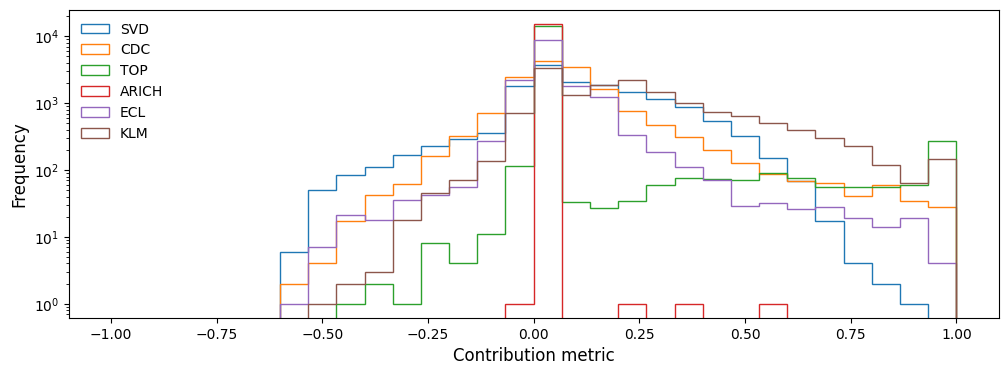 SVD
CDC
TOP
ARICH
ECL
KLM
Frequency
10⁴
10³
10²
10¹
10⁰
−1.00 −0.75 −0.50 −0.25 0.00 0.25 0.50 0.75 1.00
Contribution metric